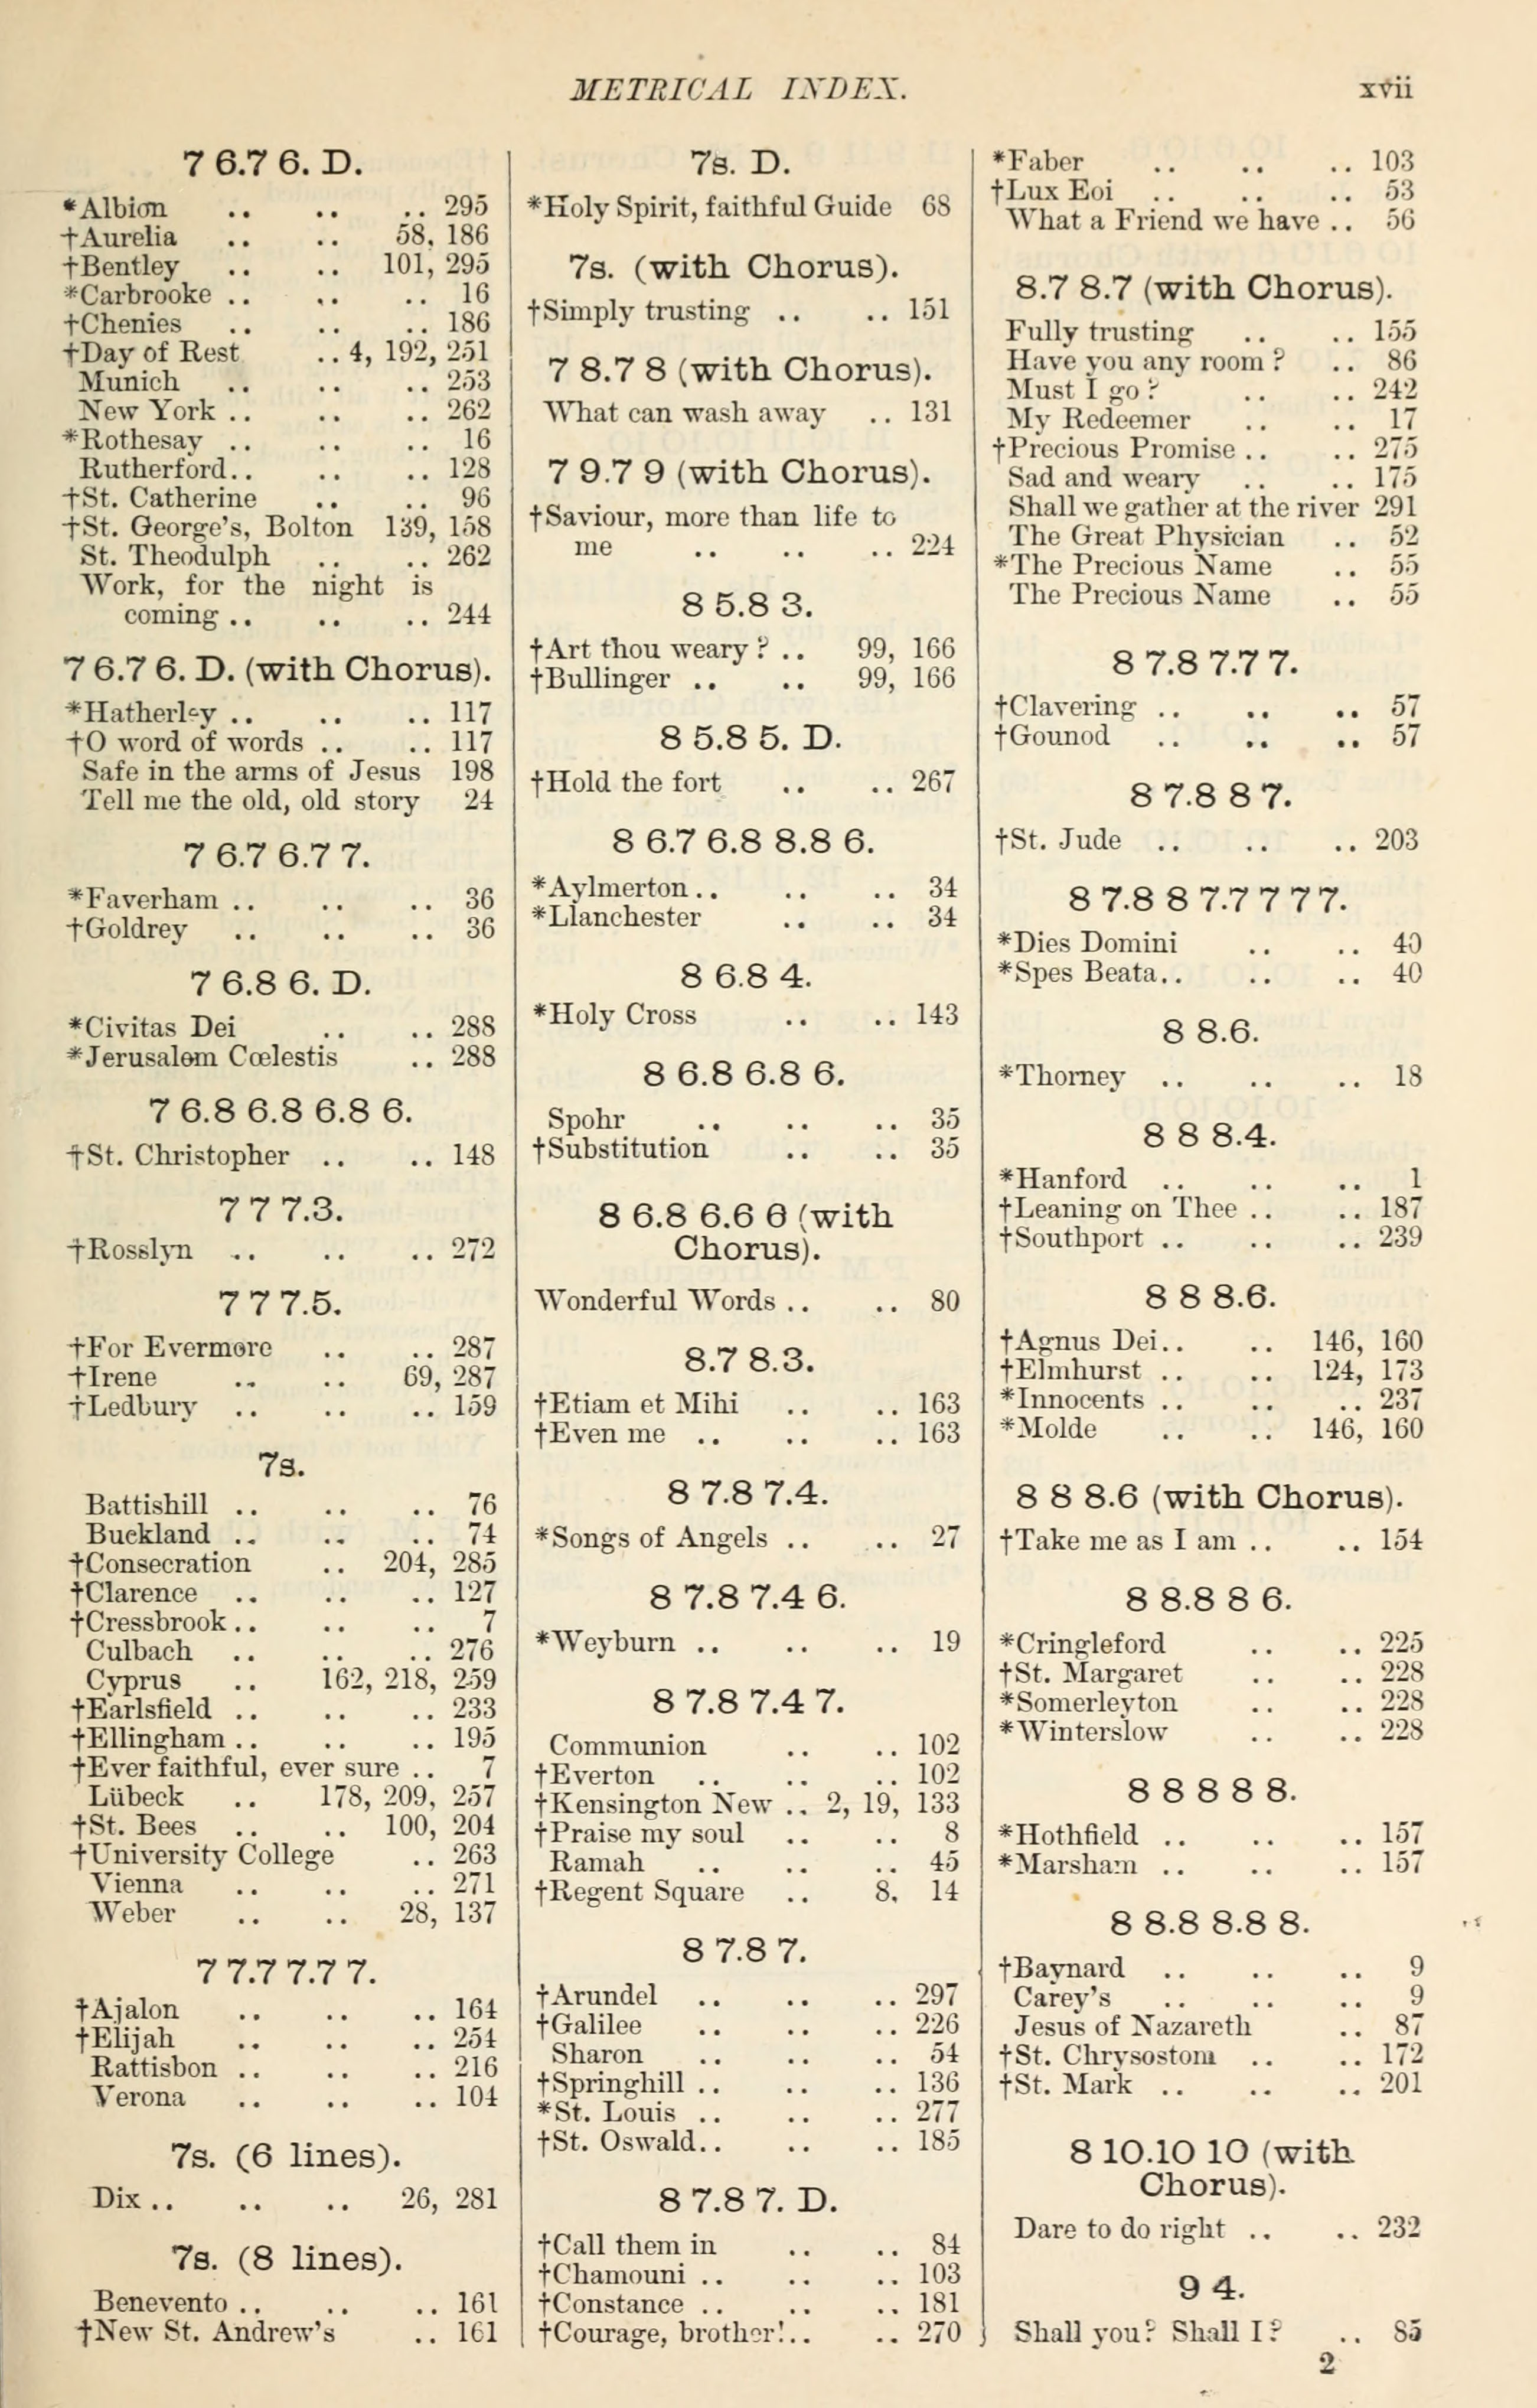 METRICAL INDEX.
xvii
7 6.7 6. D.
*Albion .. .. .. 295
†Aurelia .. .. 58, 186
†Bentley .. .. 101, 295
*Carbrooke .. .. .. 16
†Chenies .. .. .. 186
†Day of Rest .. 4, 192, 251
Munich .. .. .. 253
New York .. .. .. 262
*Rothesay .. .. .. 16
Rutherford.. .. .. 128
†St. Catherine .. .. 96
†St. George's, Bolton 139, 158
St. Theodulph .. .. 262
Work, for the night is
coming .. .. .. 244
7 6.7 6. D. (with Chorus).
*Hatherley .. .. .. 117
†O word of words .. .. 117
Safe in the arms of Jesus 198
Tell me the old, old story 24
7 6.7 6.7 7.
*Faverham .. .. .. 36
†Goldrey .. .. .. 36
7 6.8 6. D.
*Civitas Dei .. .. 288
*Jerusalem Cœlestis .. 288
7 6.8 6.8 6.8 6.
†St. Christopher .. .. 148
7 7 7.3.
†Rosslyn .. .. .. 272
7 7 7.5.
†For Evermore .. .. 287
†Irene .. .. 69, 287
†Ledbury .. .. .. 159
7s.
Battishill .. .. .. 76
Buckland .. .. .. 74
†Consecration .. 204, 285
†Clarence .. .. .. 127
†Cressbrook .. .. .. 7
Culbach .. .. .. 276
Cyprus .. 162, 218, 259
†Earlsfield .. .. .. 233
†Ellingham .. .. .. 195
†Ever faithful, ever sure .. 7
Lübeck .. 178, 209, 257
†St. Bees .. .. 100, 204
†University College .. 263
Vienna .. .. .. 271
Weber .. .. 28, 137
7 7.7 7.7 7.
†Ajalon .. .. .. 164
†Elijah .. .. .. 254
Rattisbon .. .. .. 216
Verona .. .. .. 104
7s. (6 lines).
Dix .. .. .. 26, 281
7s. (8 lines).
Benevento .. .. .. 161
†New St. Andrew's .. 161
7s. D.
*Holy Spirit, faithful Guide 68
7s. (with Chorus).
†Simply trusting .. .. 151
7 8.7 8 (with Chorus).
What can wash away .. 131
7 9.7 9 (with Chorus).
†Saviour, more than life to
me .. .. .. 224
8 5.8 3.
†Art thou weary ? .. 99, 166
†Bullinger .. .. 99, 166
8 5.8 5. D.
†Hold the fort .. .. 267
8 6.7 6.8 8.8 6.
*Aylmerton .. .. .. 34
*Llanchester .. .. 34
8 6.8 4.
*Holy Cross .. .. 143
8 6.8 6.8 6.
Spohr .. .. .. 35
†Substitution .. .. 35
8 6.8 6.6 6 (with
Chorus).
Wonderful Words .. .. 80
8.7 8.3.
†Etiam et Mihi .. .. 163
†Even me .. .. .. 163
8 7.8 7.4.
*Songs of Angels .. .. 27
8 7.8 7.4 6.
*Weyburn .. .. .. 19
8 7.8 7.4 7.
Communion .. .. 102
†Everton .. .. .. 102
†Kensington New .. 2, 19, 133
†Praise my soul .. .. 8
Ramah .. .. .. 45
†Regent Square .. 8, 14
8 7.8 7.
†Arundel .. .. .. 297
†Galilee .. .. .. 226
Sharon .. .. .. 54
†Springhill .. .. .. 136
*St. Louis .. .. .. 277
†St. Oswald.. .. .. 185
8 7.8 7. D.
†Call them in .. .. 84
†Chamouni .. .. .. 103
†Constance .. .. .. 181
†Courage, brother!.. .. 270
*Faber .. .. .. 103
†Lux Eoi .. .. .. 53
What a Friend we have .. 56
8.7 8.7 (with Chorus).
Fully trusting .. .. 155
Have you any room ? .. 86
Must I go ? .. .. 242
My Redeemer .. .. 17
†Precious Promise .. .. 275
Sad and weary .. .. 175
Shall we gather at the river 291
The Great Physician .. 52
*The Precious Name .. 55
The Precious Name .. 55
8 7.8 7.7 7.
†Clavering .. .. .. 57
†Gounod .. .. .. 57
8 7.8 8 7.
†St. Jude .. .. .. 203
8 7.8 8 7.7 7 7 7.
*Dies Domini .. .. 40
*Spes Beata.. .. .. 40
8 8.6.
*Thorney .. .. .. 18
8 8 8.4.
*Hanford .. .. .. 1
†Leaning on Thee .. .. 187
†Southport .. .. .. 239
8 8 8.6.
†Agnus Dei.. .. 146, 160
†Elmhurst .. .. 124, 173
*Innocents .. .. .. 237
*Molde .. .. 146, 160
8 8 8.6 (with Chorus).
†Take me as I am .. .. 154
8 8.8 8 6.
*Cringleford .. .. 225
†St. Margaret .. .. 228
*Somerleyton .. .. 228
*Winterslow .. .. 228
8 8 8 8 8.
*Hothfield .. .. .. 157
*Marsham .. .. .. 157
8 8.8 8.8 8.
†Baynard .. .. .. 9
Carey's .. .. .. 9
Jesus of Nazareth .. 87
†St. Chrysostom .. .. 172
†St. Mark .. .. .. 201
8 10.10 10 (with
Chorus).
Dare to do right .. .. 232
9 4.
Shall you? Shall I? .. 85
2